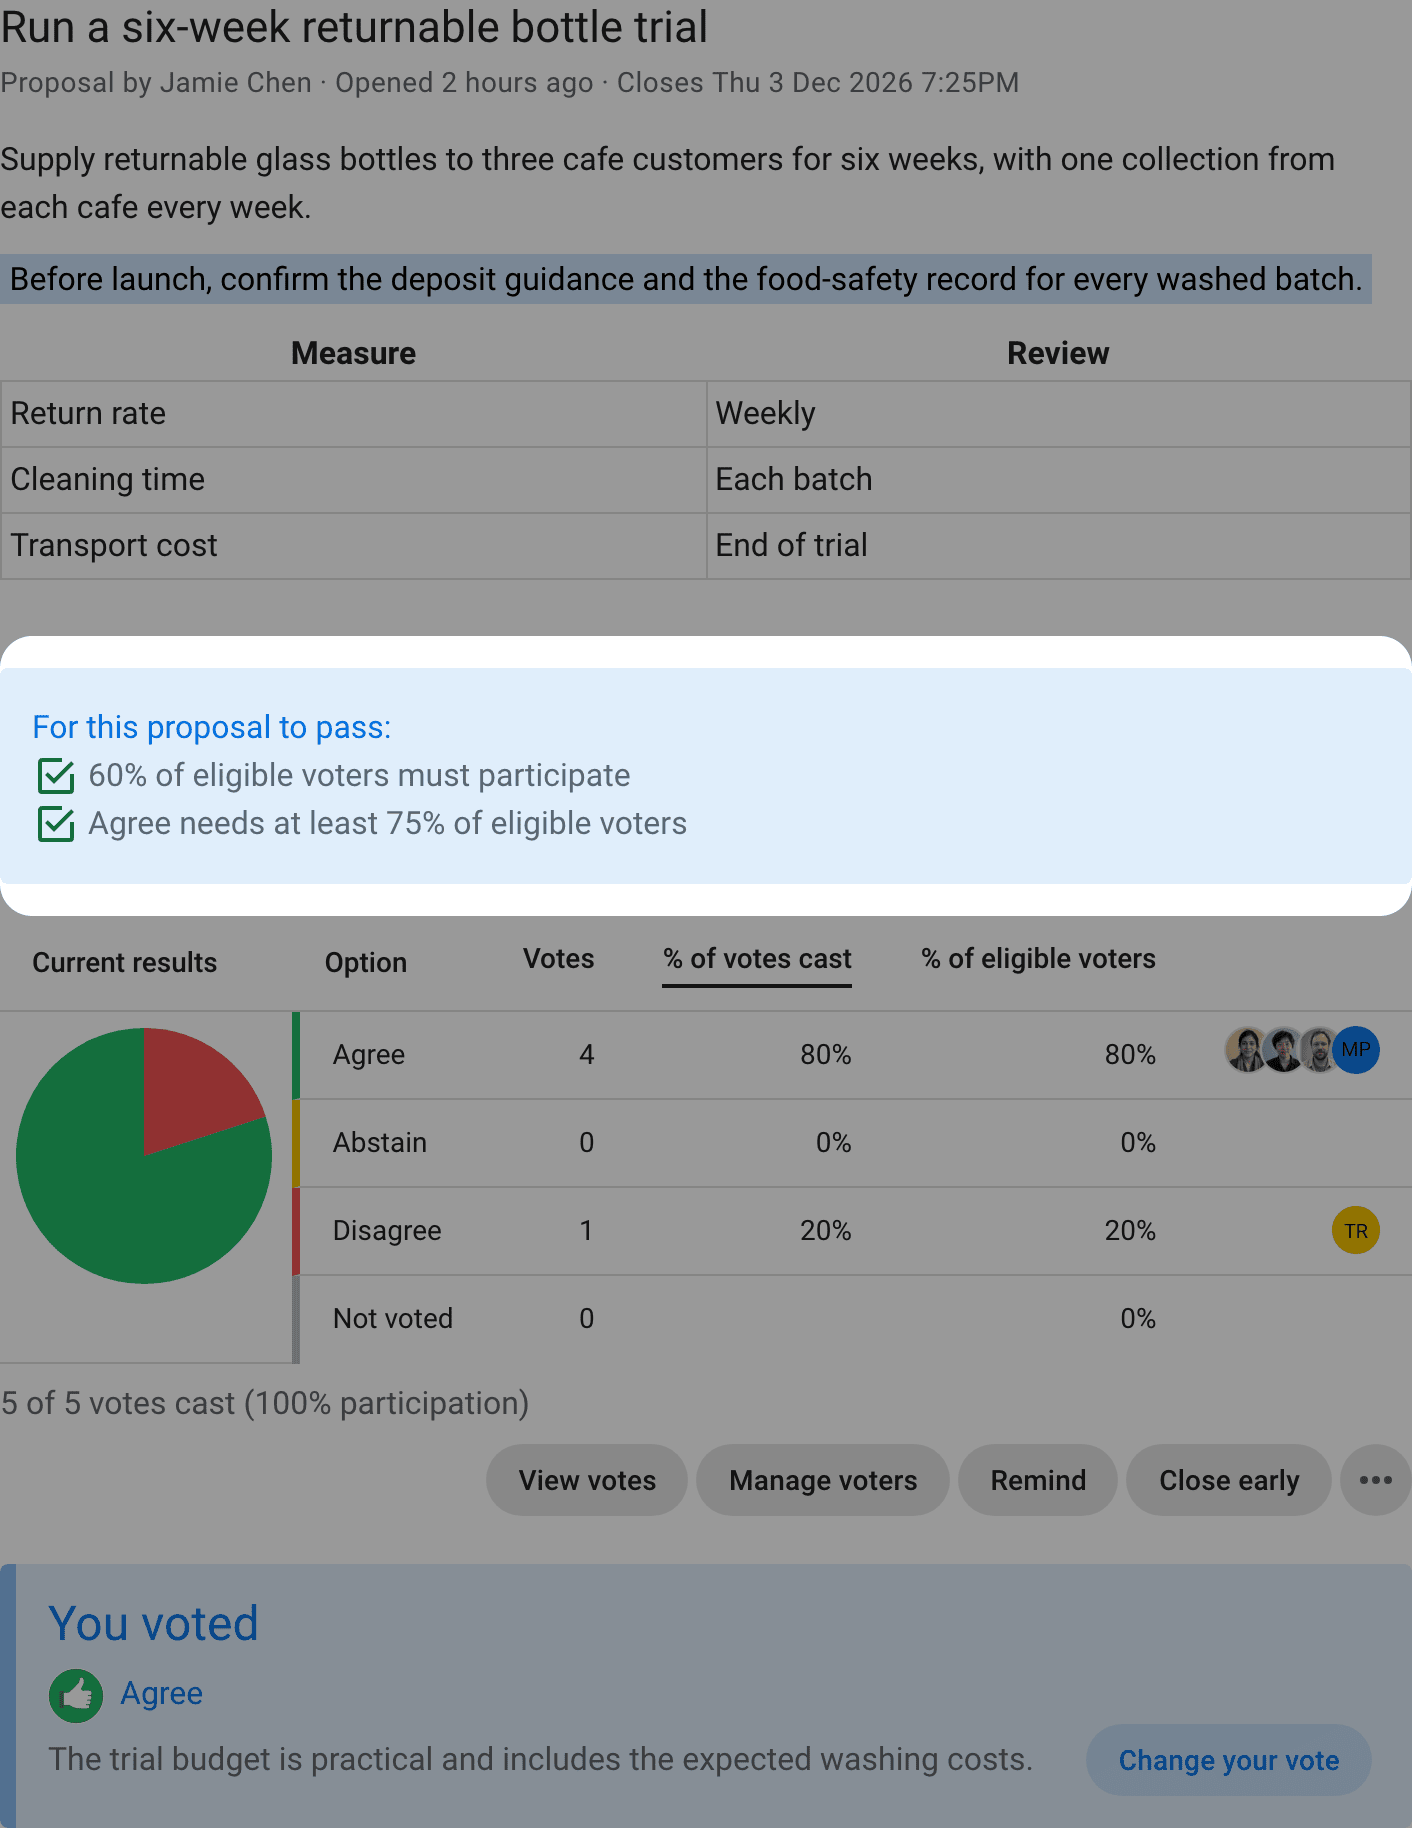 Run a six-week returnable bottle trial
Proposal by Jamie Chen · Opened 2 hours ago · Closes Thu 3 Dec 2026 7:25PM
Supply returnable glass bottles to three cafe customers for six weeks, with one collection from
each cafe every week.
Before launch, confirm the deposit guidance and the food-safety record for every washed batch.
Measure Review
Return rate Weekly
Cleaning time Each batch
Transport cost End of trial
For this proposal to pass:
60% of eligible voters must participate
Agree needs at least 75% of eligible voters
Current results Option Votes % of votes cast % of eligible voters
Agree 4 80% 80% MP
Abstain 0 0% 0%
Disagree 1 20% 20% TR
Not voted 0 0%
5 of 5 votes cast (100% participation)
View votes Manage voters Remind Close early
You voted
Agree
The trial budget is practical and includes the expected washing costs.
Change your vote